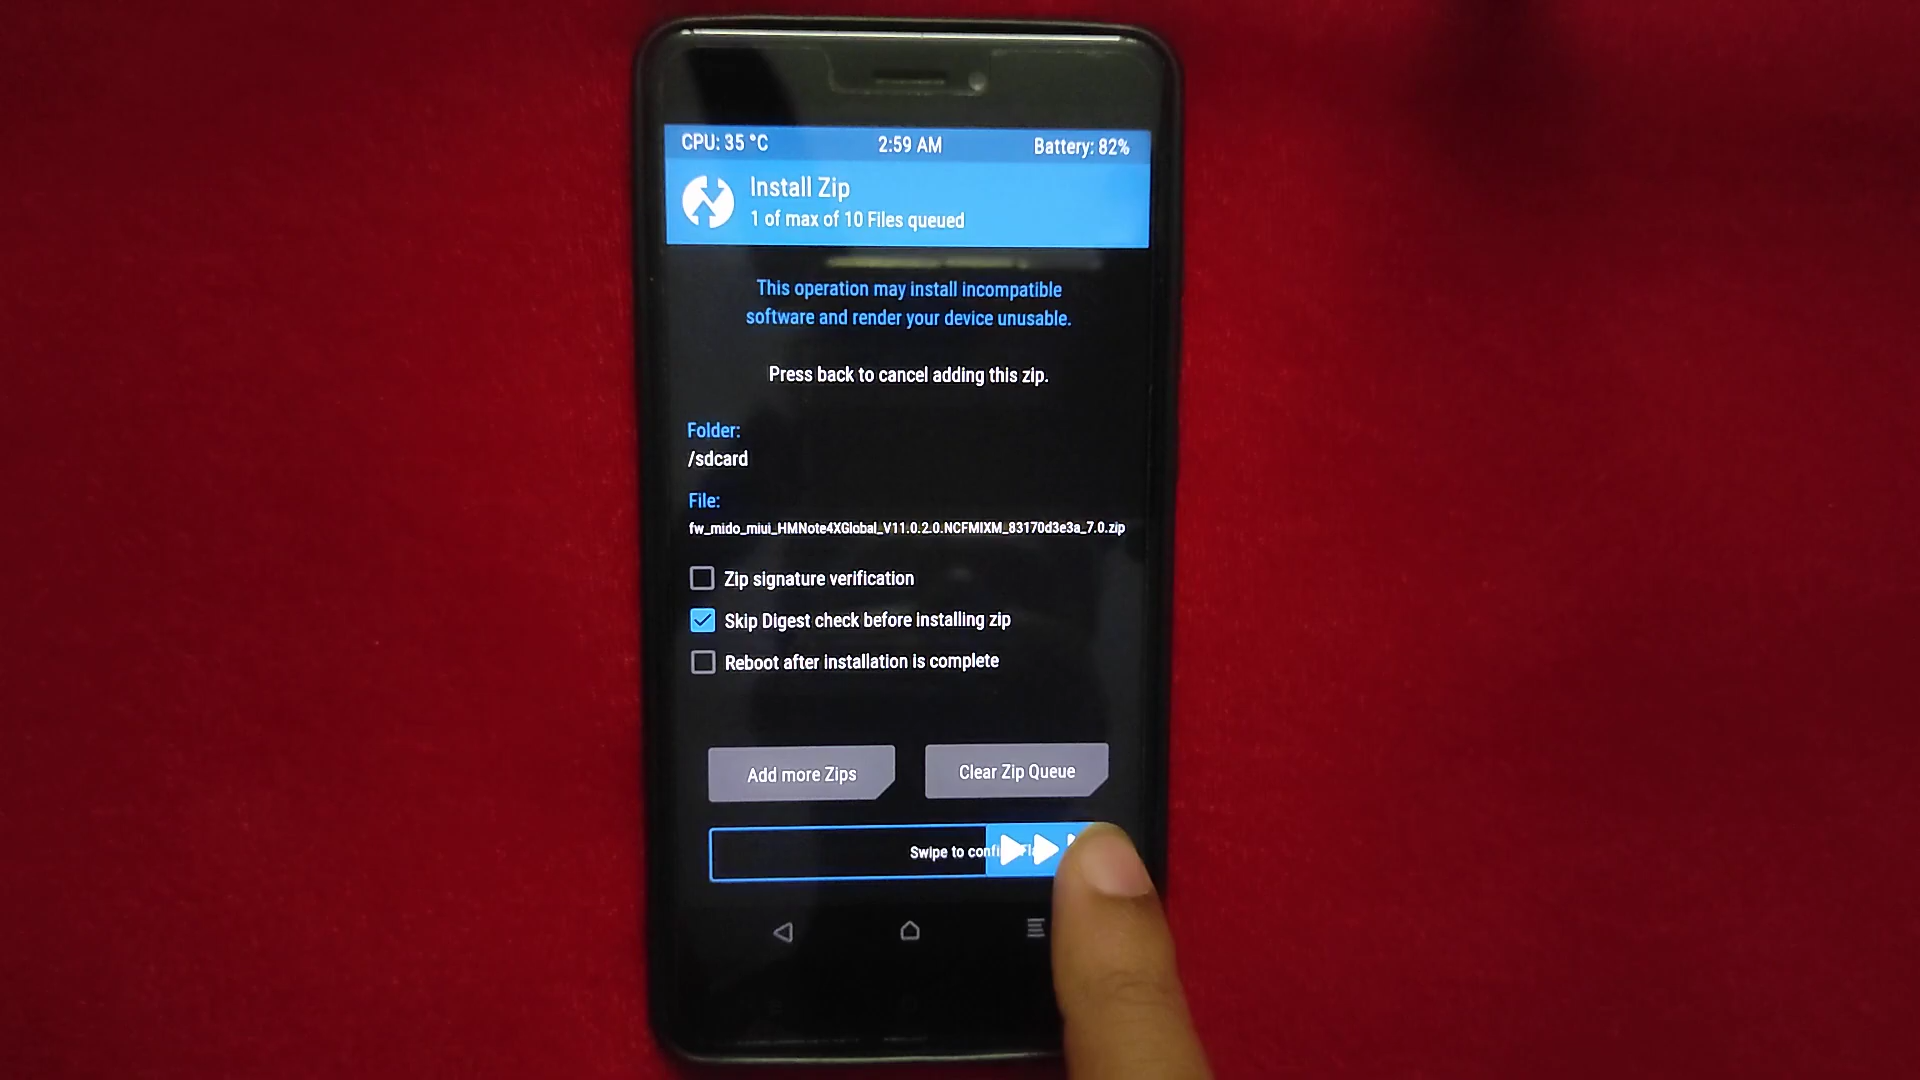 CPU: 35 °C
2:59 AM
Battery: 82%
Install Zip
1 of max of 10 Files queued
This operation may install incompatible
software and render your device unusable.
Press back to cancel adding this zip.
Folder:
/sdcard
File:
fw_mido_miui_HMNote4XGlobal_V11.0.2.0.NCFMIXM_83170d3e3a_7.0.zip
Zip signature verification
Skip Digest check before installing zip
Reboot after installation is complete
Add more Zips
Clear Zip Queue
Swipe to